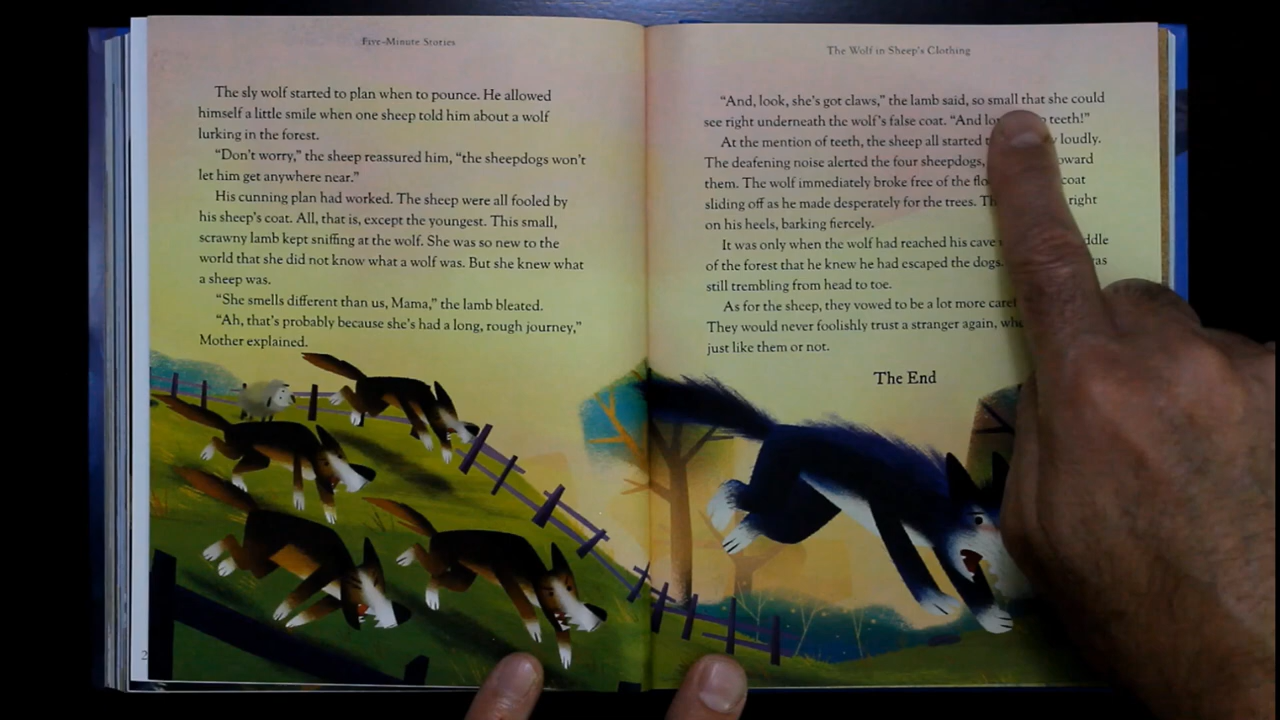 Five-Minute Stories
The sly wolf started to plan when to pounce. He allowed
himself a little smile when one sheep told him about a wolf
lurking in the forest.
“Don’t worry,” the sheep reassured him, “the sheepdogs won’t
let him get anywhere near.”
His cunning plan had worked. The sheep were all fooled by
his sheep’s coat. All, that is, except the youngest. This small,
scrawny lamb kept sniffing at the wolf. She was so new to the
world that she did not know what a wolf was. But she knew what
a sheep was.
“She smells different than us, Mama,” the lamb bleated.
“Ah, that’s probably because she’s had a long, rough journey,”
Mother explained.
2
The Wolf in Sheep’s Clothing
“And, look, she’s got claws,” the lamb said, so small that she could
see right underneath the wolf’s false coat. “And teeth!”
At the mention of teeth, the sheep all started loudly.
The deafening noise alerted the four sheepdogs,
them. The wolf immediately broke free of the coat
sliding off as he made desperately for the trees. right
on his heels, barking fiercely.
It was only when the wolf had reached his cave
of the forest that he knew he had escaped the dogs.
still trembling from head to toe.
As for the sheep, they vowed to be a lot more
They would never foolishly trust a stranger again,
just like them or not.
The End